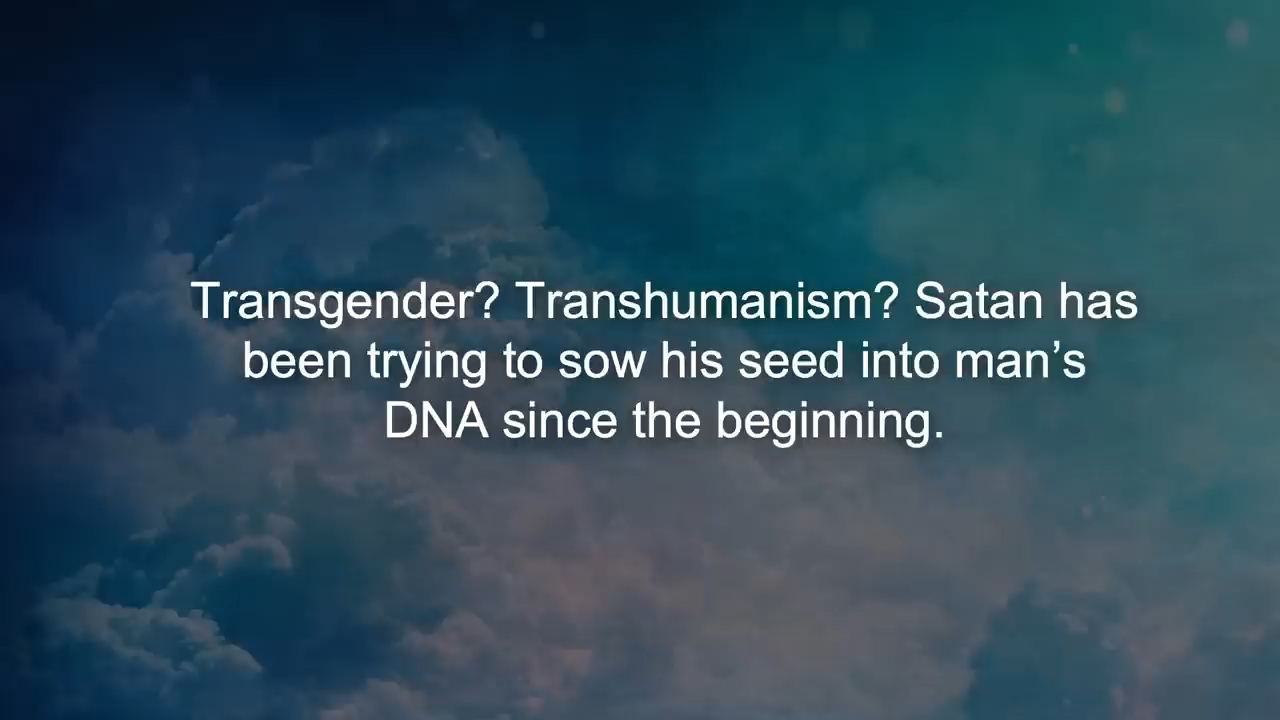 Transgender? Transhumanism? Satan has
been trying to sow his seed into man’s
DNA since the beginning.